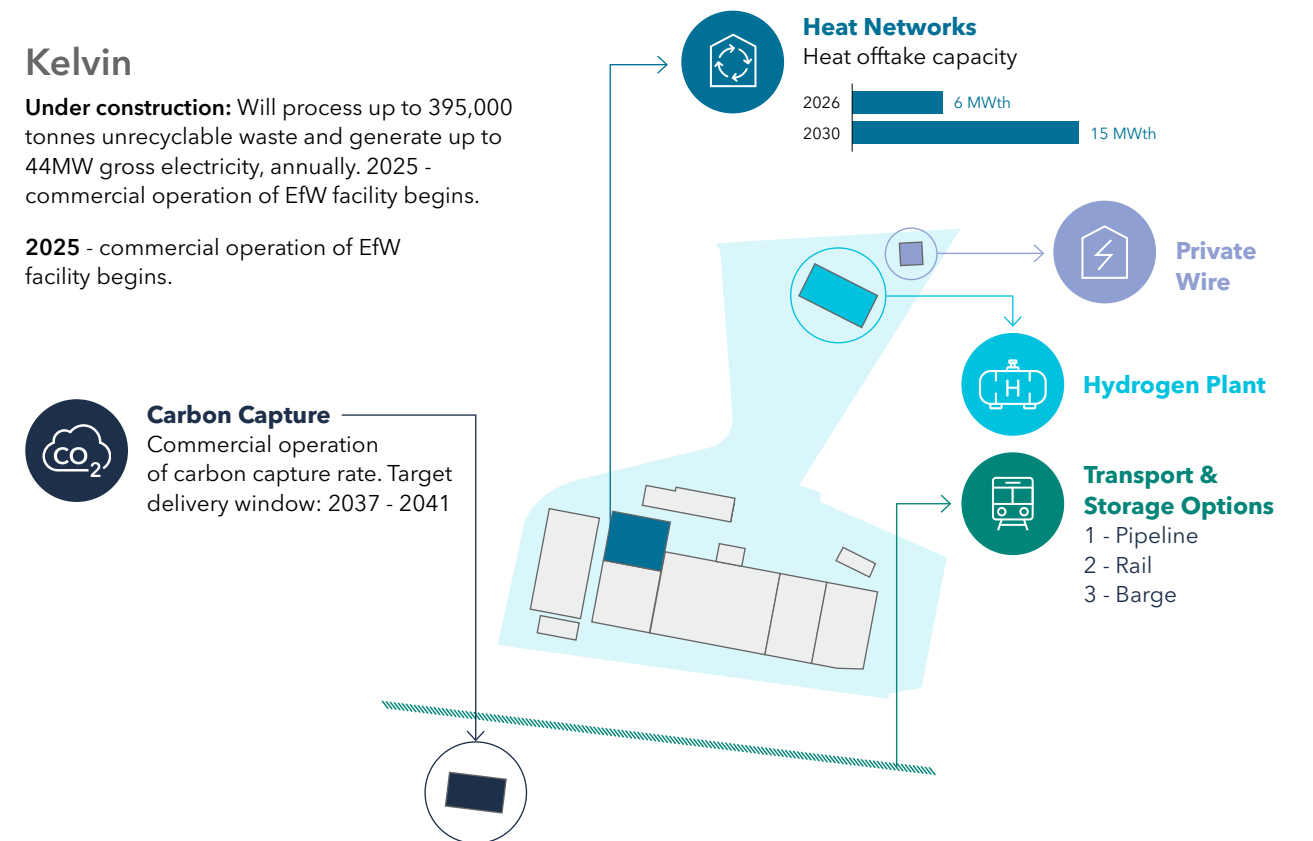 Kelvin
Under construction: Will process up to 395,000
tonnes unrecyclable waste and generate up to
44MW gross electricity, annually. 2025 -
commercial operation of EfW facility begins.
2025 - commercial operation of EfW
facility begins.
Heat Networks
Heat offtake capacity
2026 6 MWth
2030 15 MWth
Private
Wire
H
Hydrogen Plant
CO2
Carbon Capture
Commercial operation
of carbon capture rate. Target
delivery window: 2037 - 2041
Transport &
Storage Options
1 - Pipeline
2 - Rail
3 - Barge